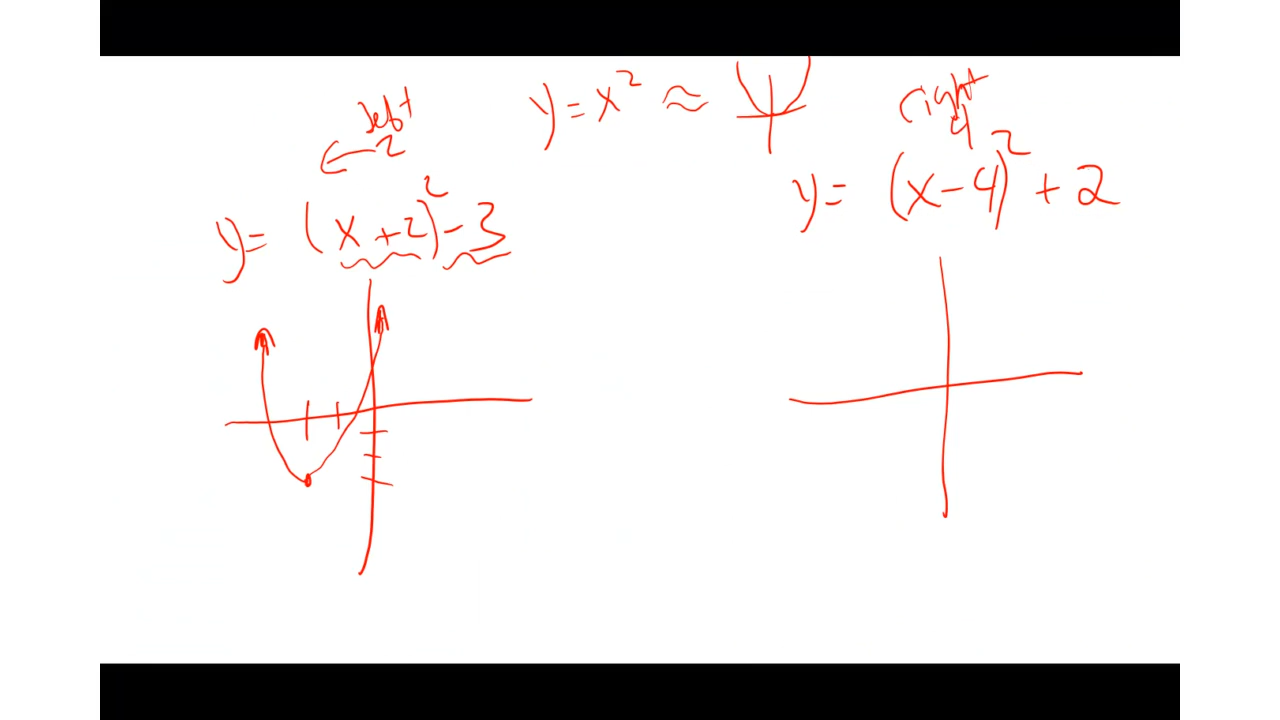 y = x² ≈
left
← 2
y = (x + 2)² - 3
right
4
y = (x - 4)² + 2